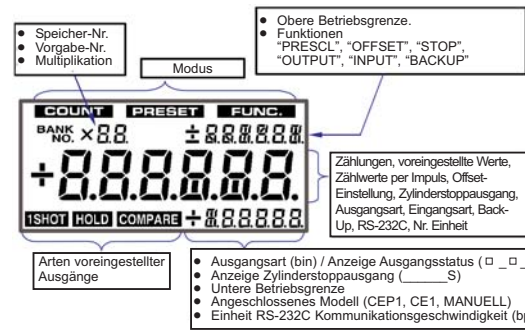 ● Speicher-Nr.
● Vorgabe-Nr.
● Multiplikation
● Obere Betriebsgrenze.
● Funktionen
“PRESCL”, “OFFSET”, “STOP”,
“OUTPUT”, “INPUT”, “BACKUP”
Modus
COUNT PRESET FUNC.
BANK NO. ×
1SHOT HOLD COMPARE
Zählungen, voreingestellte Werte,
Zählwerte per Impuls, Offset-
Einstellung, Zylinderstoppausgang,
Ausgangsart, Eingangsart, Back-
Up, RS-232C, Nr. Einheit
Arten voreingestellter
Ausgänge
● Ausgangsart (bin) / Anzeige Ausgangsstatus (□ _□_
● Anzeige Zylinderstoppausgang (______S)
● Untere Betriebsgrenze
● Angeschlossenes Modell (CEP1, CE1, MANUELL)
● Einheit RS-232C Kommunikationsgeschwindigkeit